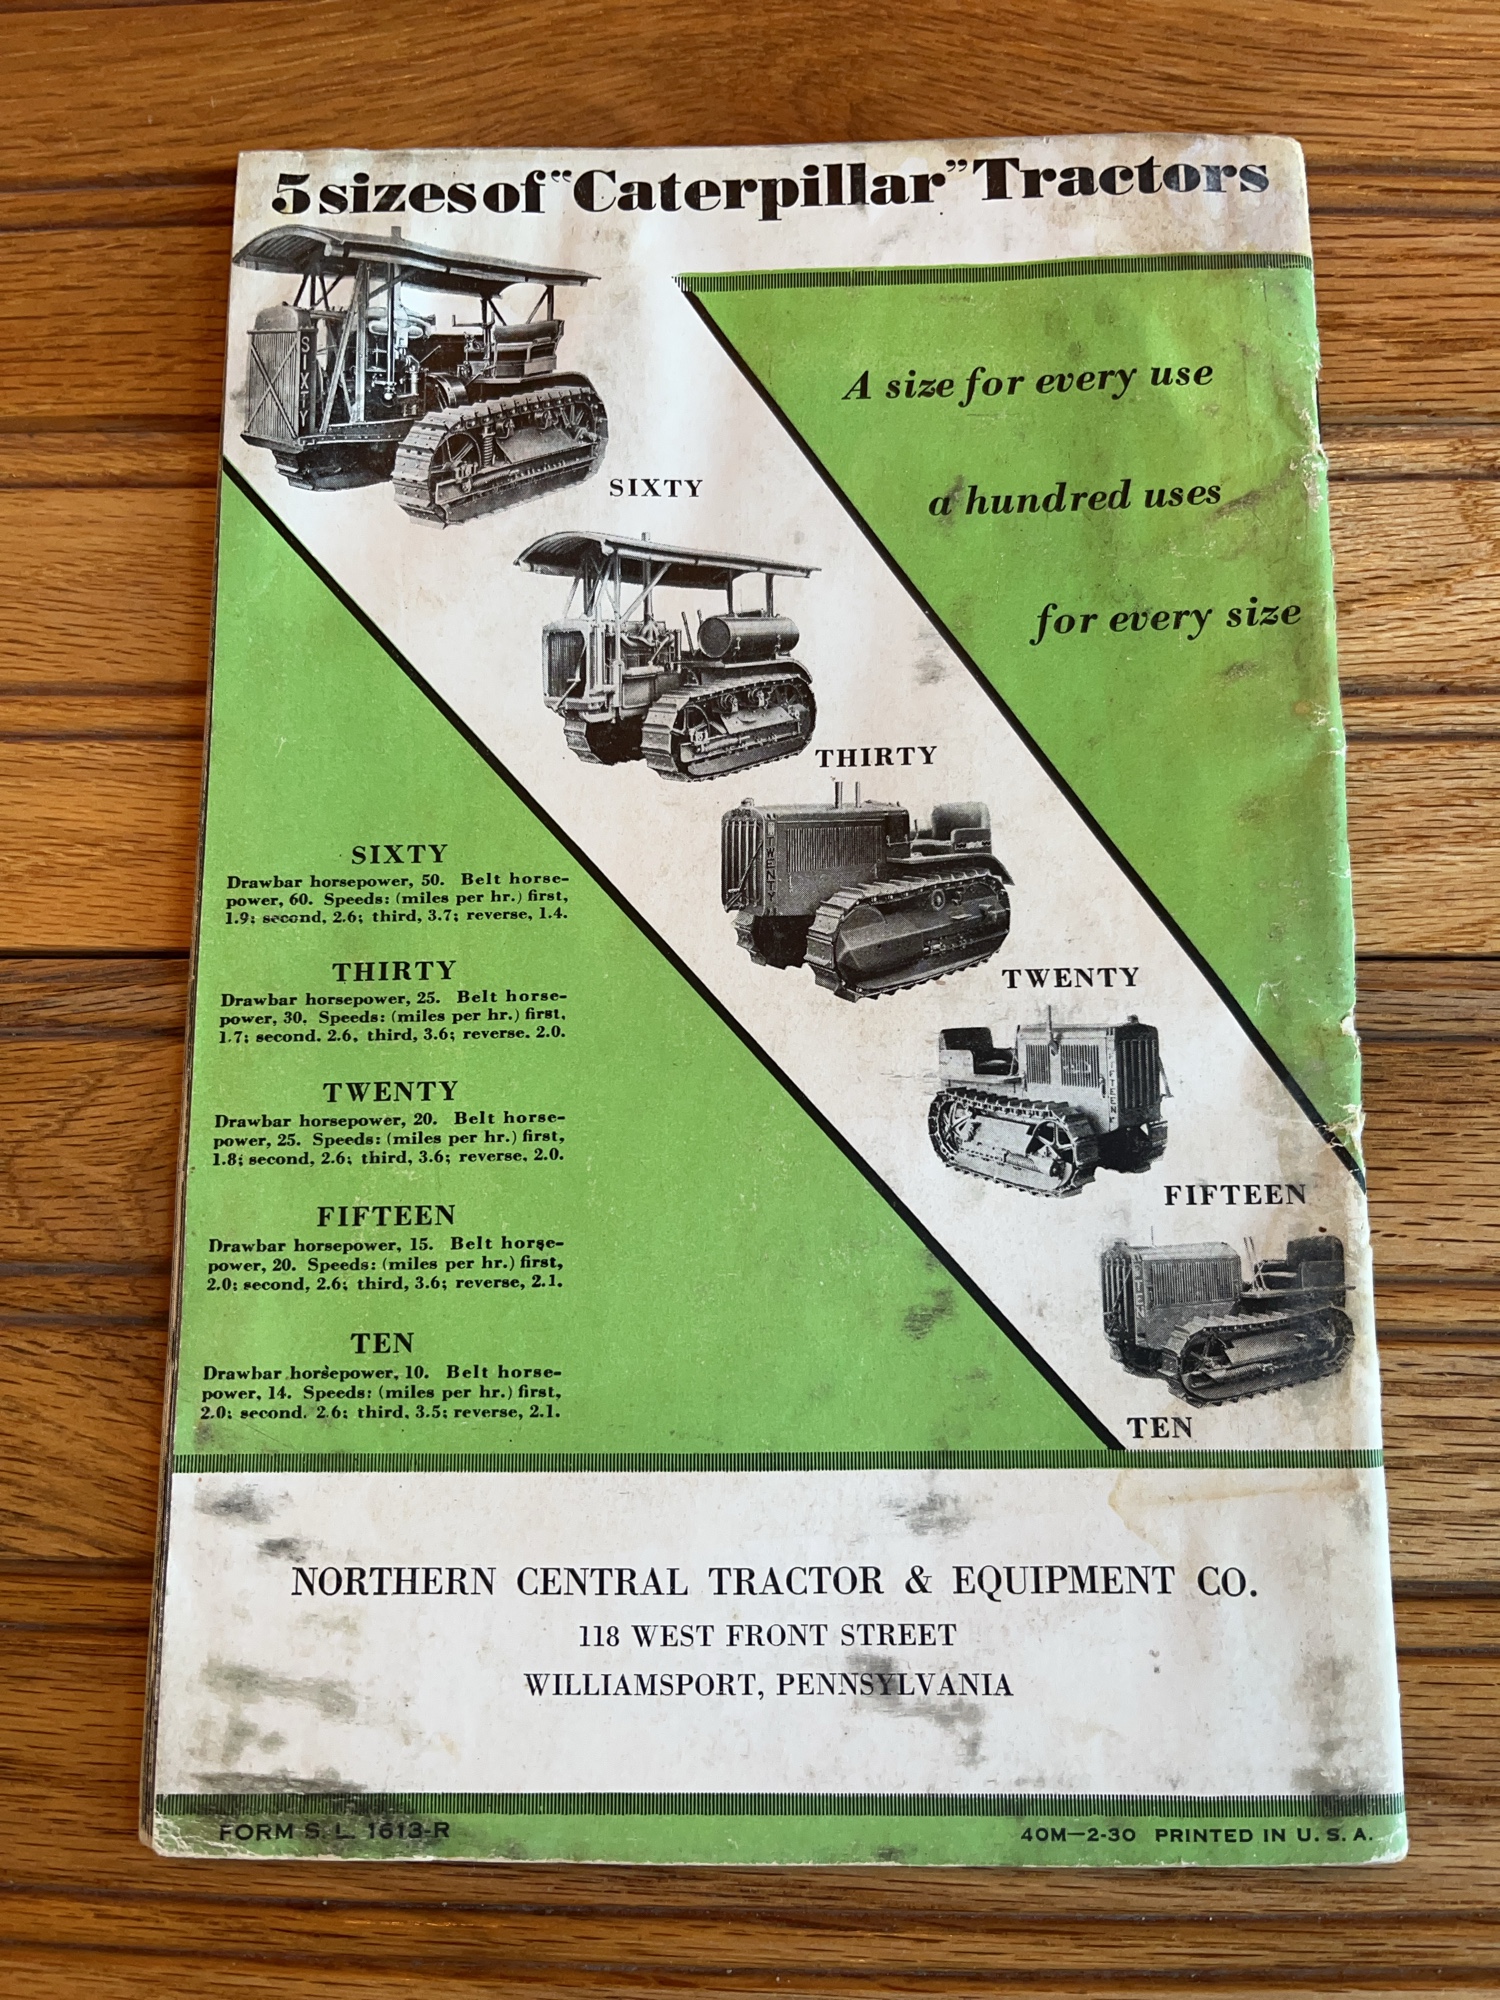 5 sizes of "Caterpillar" Tractors
A size for every use
a hundred uses
for every size
SIXTY
SIXTY
THIRTY
TWENTY
TWENTY
FIFTEEN
FIFTEEN
TEN
TEN
SIXTY
Drawbar horsepower, 50. Belt horse-
power, 60. Speeds: (miles per hr.) first,
1.9; second, 2.6; third, 3.7; reverse, 1.4.
THIRTY
Drawbar horsepower, 25. Belt horse-
power, 30. Speeds: (miles per hr.) first,
1.7; second. 2.6, third, 3.6; reverse. 2.0.
TWENTY
Drawbar horsepower, 20. Belt horse-
power, 25. Speeds: (miles per hr.) first,
1.8; second, 2.6; third, 3.6; reverse, 2.0.
FIFTEEN
Drawbar horsepower, 15. Belt horse-
power, 20. Speeds: (miles per hr.) first,
2.0; second, 2.6; third, 3.6; reverse, 2.1.
TEN
Drawbar horsepower, 10. Belt horse-
power, 14. Speeds: (miles per hr.) first,
2.0; second. 2.6; third, 3.5; reverse, 2.1.
NORTHERN CENTRAL TRACTOR & EQUIPMENT CO.
118 WEST FRONT STREET
WILLIAMSPORT, PENNSYLVANIA
FORM S. L. 1613-R
40M—2-30 PRINTED IN U. S. A.